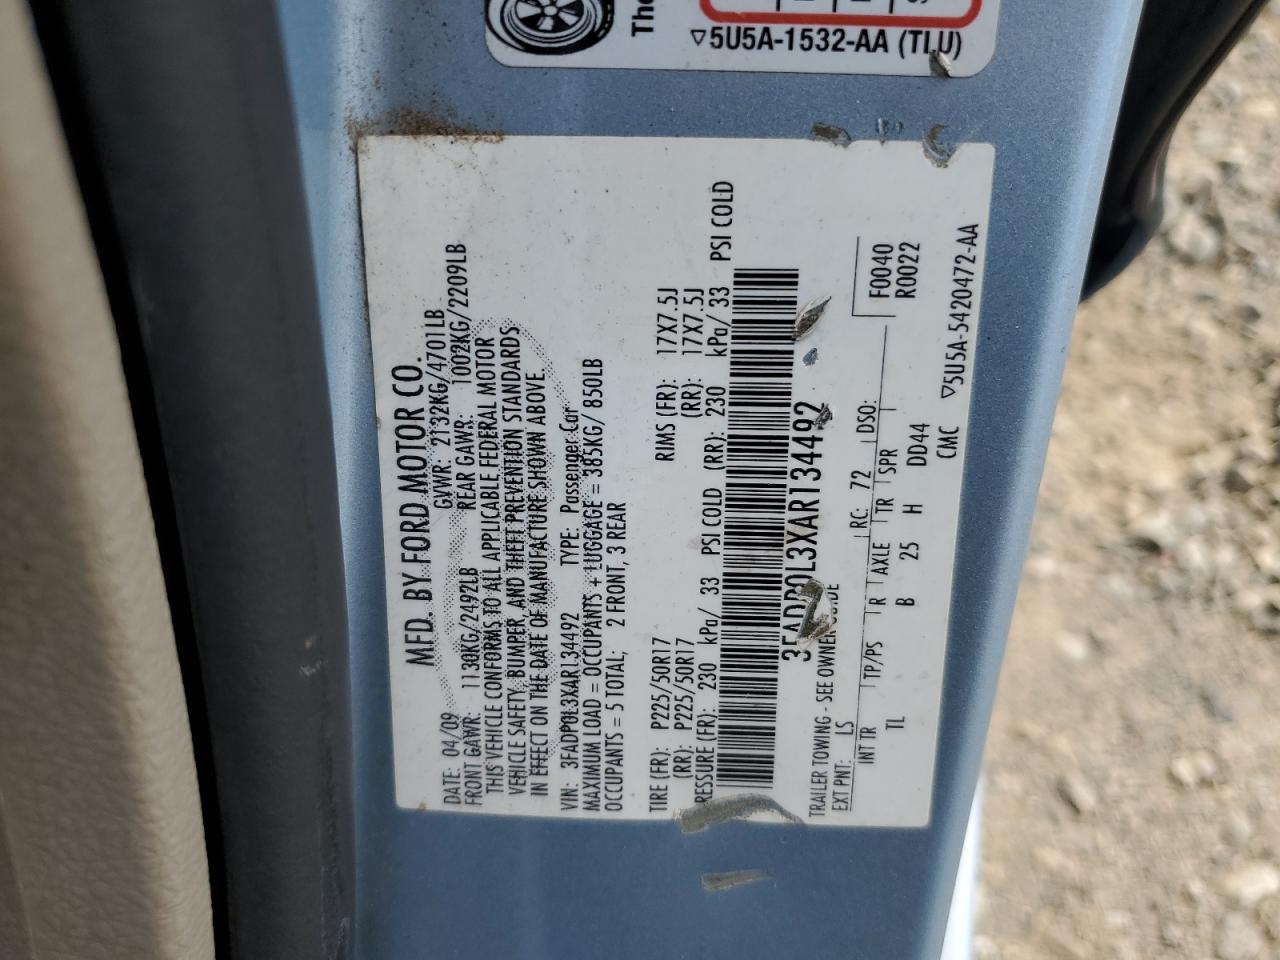 The
▽5U5A-1532-AA (TLU)
MFD. BY FORD MOTOR CO.
DATE: 04/09 GVWR: 2132KG/4701LB
FRONT GAWR: 1130KG/2492LB REAR GAWR: 1002KG/2209LB
THIS VEHICLE CONFORMS TO ALL APPLICABLE FEDERAL MOTOR
VEHICLE SAFETY, BUMPER, AND THEFT PREVENTION STANDARDS
IN EFFECT ON THE DATE OF MANUFACTURE SHOWN ABOVE.
VIN: 3FADP0L3XAR134492 TYPE: Passenger Car
MAXIMUM LOAD = OCCUPANTS + LUGGAGE = 385KG/ 850LB
OCCUPANTS = 5 TOTAL; 2 FRONT, 3 REAR
TIRE (FR): P225/50R17 RIMS (FR): 17X7.5J
(RR): P225/50R17 (RR): 17X7.5J
PRESSURE (FR): 230 kPa/ 33 PSI COLD (RR): 230 kPa/ 33 PSI COLD
3FADP0L3XAR134492
TRAILER TOWING - SEE OWNER GUIDE
EXT PNT: LS RC: 72 DSO: F0040
R0022
INT TR TP/PS R AXLE TR SPR
TL B 25 H DD44
CMC ▽5U5A-5420472-AA